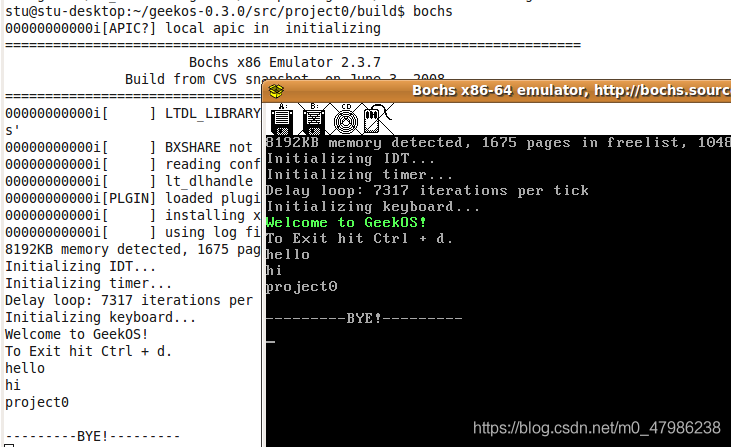 stu@stu-desktop:~/geekos-0.3.0/src/project0/build$ bochs
00000000000i[APIC?] local apic in  initializing
========================================================================
Bochs x86 Emulator 2.3.7
Build from CVS snapshot, on June 3, 2008
========================================================================
00000000000i[     ] LTDL_LIBRARY
s'
00000000000i[     ] BXSHARE not
00000000000i[     ] reading conf
00000000000i[     ] lt_dlhandle
00000000000i[PLGIN] loaded plugi
00000000000i[     ] installing x
00000000000i[     ] using log fi
8192KB memory detected, 1675 pag
Initializing IDT...
Initializing timer...
Delay loop: 7317 iterations per
Initializing keyboard...
Welcome to GeekOS!
To Exit hit Ctrl + d.
hello
hi
project0
---------BYE!---------
Bochs x86-64 emulator, http://bochs.sourc
A: B: CD
8192KB memory detected, 1675 pages in freelist, 1048
Initializing IDT...
Initializing timer...
Delay loop: 7317 iterations per tick
Initializing keyboard...
Welcome to GeekOS!
To Exit hit Ctrl + d.
hello
hi
project0
---------BYE!---------
_
https://blog.csdn.net/m0_47986238